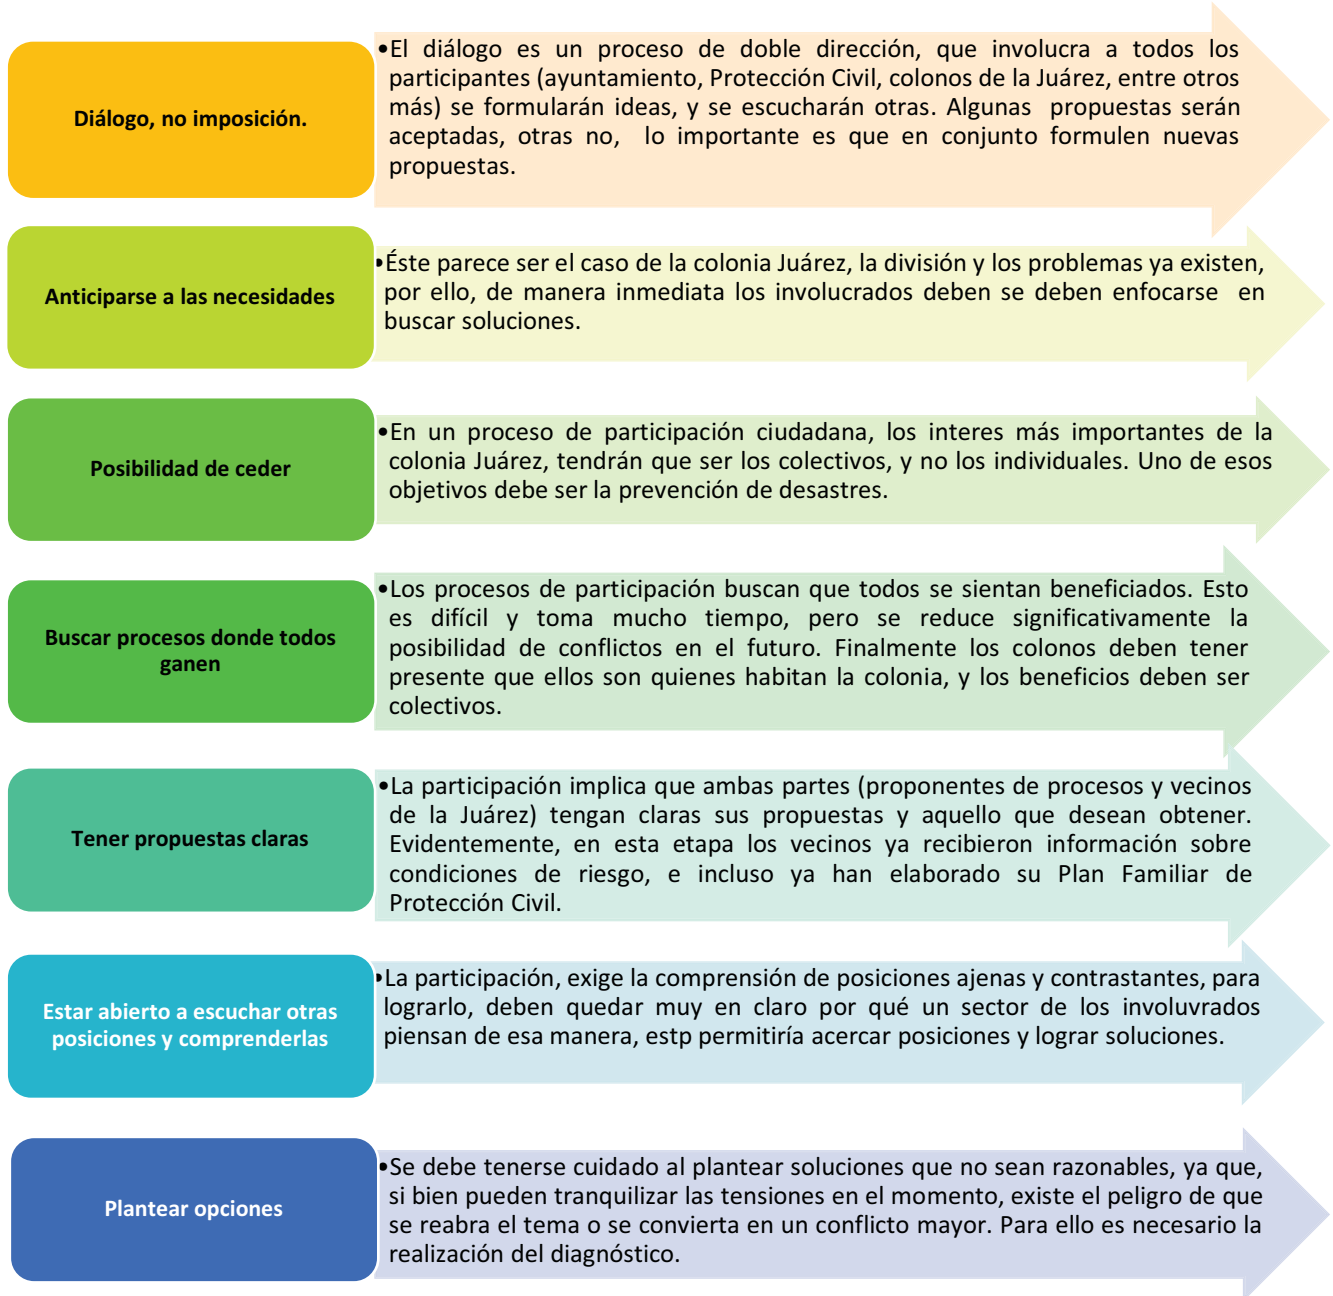 Diálogo, no imposición.
•El diálogo es un proceso de doble dirección, que involucra a todos los
participantes (ayuntamiento, Protección Civil, colonos de la Juárez, entre otros
más) se formularán ideas, y se escucharán otras. Algunas propuestas serán
aceptadas, otras no, lo importante es que en conjunto formulen nuevas
propuestas.
Anticiparse a las necesidades
•Éste parece ser el caso de la colonia Juárez, la división y los problemas ya existen,
por ello, de manera inmediata los involucrados deben se deben enfocarse en
buscar soluciones.
Posibilidad de ceder
•En un proceso de participación ciudadana, los interes más importantes de la
colonia Juárez, tendrán que ser los colectivos, y no los individuales. Uno de esos
objetivos debe ser la prevención de desastres.
Buscar procesos donde todos
ganen
•Los procesos de participación buscan que todos se sientan beneficiados. Esto
es difícil y toma mucho tiempo, pero se reduce significativamente la
posibilidad de conflictos en el futuro. Finalmente los colonos deben tener
presente que ellos son quienes habitan la colonia, y los beneficios deben ser
colectivos.
Tener propuestas claras
•La participación implica que ambas partes (proponentes de procesos y vecinos
de la Juárez) tengan claras sus propuestas y aquello que desean obtener.
Evidentemente, en esta etapa los vecinos ya recibieron información sobre
condiciones de riesgo, e incluso ya han elaborado su Plan Familiar de
Protección Civil.
Estar abierto a escuchar otras
posiciones y comprenderlas
•La participación, exige la comprensión de posiciones ajenas y contrastantes, para
lograrlo, deben quedar muy en claro por qué un sector de los involuvrados
piensan de esa manera, estp permitiría acercar posiciones y lograr soluciones.
Plantear opciones
•Se debe tenerse cuidado al plantear soluciones que no sean razonables, ya que,
si bien pueden tranquilizar las tensiones en el momento, existe el peligro de que
se reabra el tema o se convierta en un conflicto mayor. Para ello es necesario la
realización del diagnóstico.